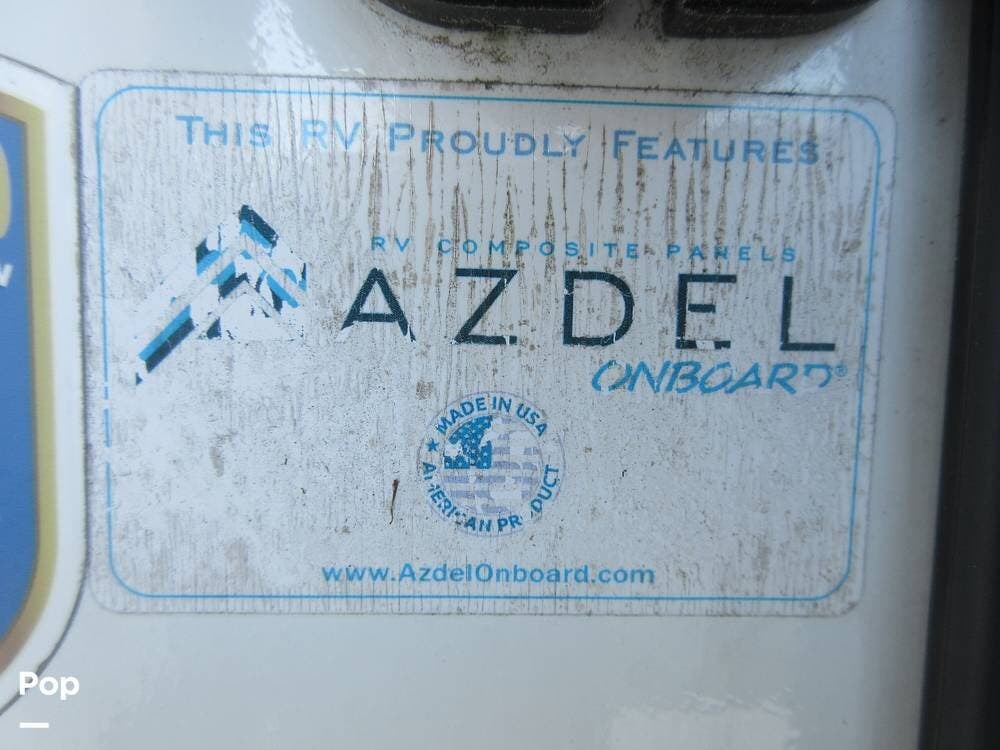 THIS RV PROUDLY FEATURES
RV COMPOSITE PANELS
AZDEL
ONBOARD®
★ MADE IN USA
AMERICAN PRODUCT
www.AzdelOnboard.com
Pop